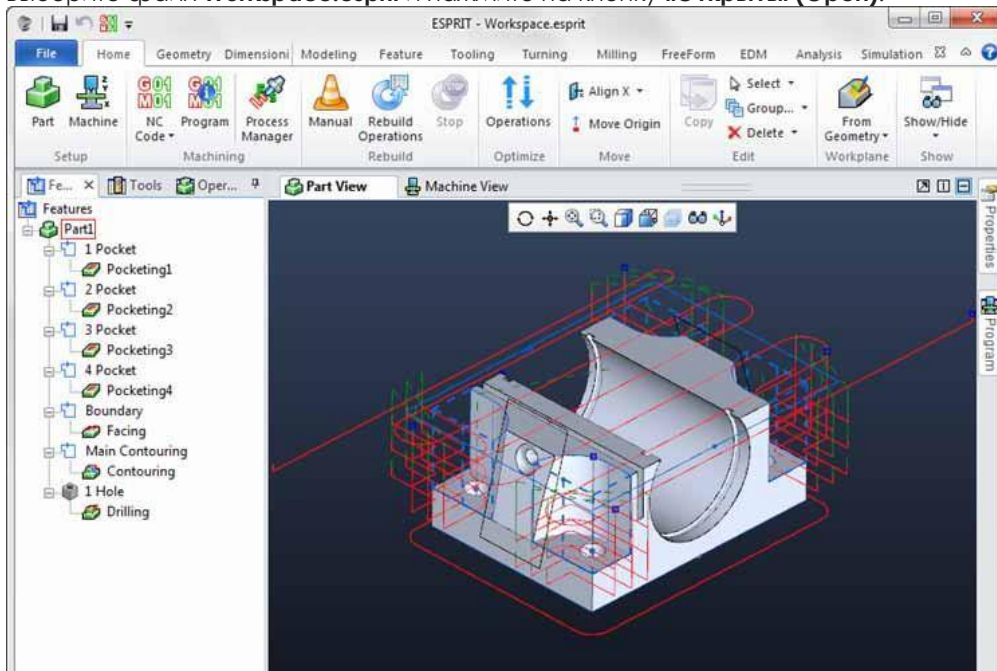 Workspace.esprit (Open).
ESPRIT - Workspace.esprit
File Home Geometry Dimensioni Modeling Feature Tooling Turning Milling FreeForm EDM Analysis Simulation
Part Machine NC Code Program Process Manager Manual Rebuild Operations Stop Operations Align X Move Origin Copy Select Group... Delete From Geometry Show/Hide
Setup Machining Rebuild Optimize Move Edit Workplane Show
Fe... Tools Oper... Part View Machine View
Features
Part1
1 Pocket
Pocketing1
2 Pocket
Pocketing2
3 Pocket
Pocketing3
4 Pocket
Pocketing4
Boundary
Facing
Main Contouring
Contouring
1 Hole
Drilling
Properties
Program